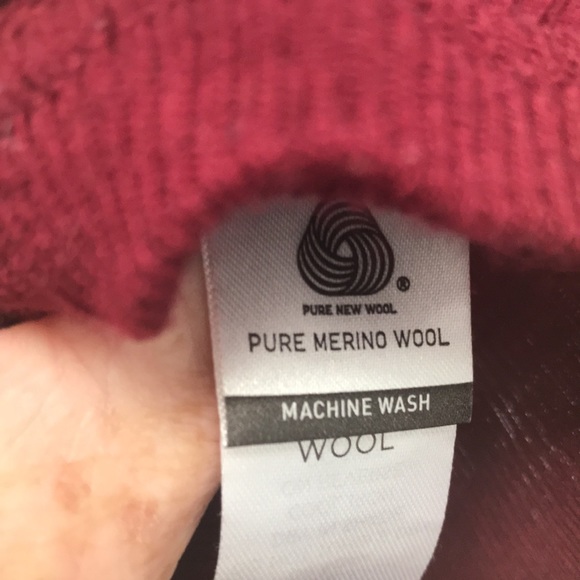 ®
PURE NEW WOOL
PURE MERINO WOOL
MACHINE WASH
WOOL